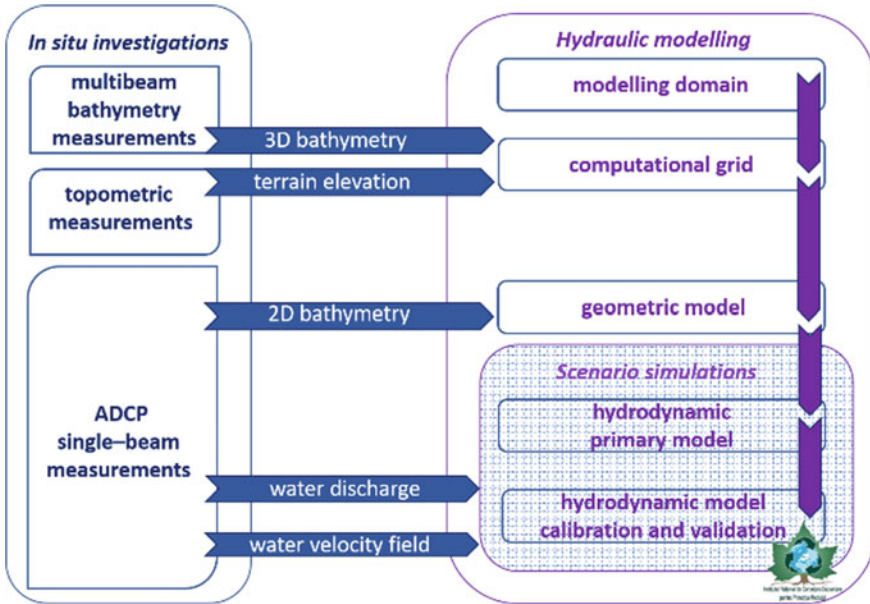 In situ investigations
multibeam
bathymetry
measurements
topometric
measurements
ADCP
single–beam
measurements
3D bathymetry
terrain elevation
2D bathymetry
water discharge
water velocity field
Hydraulic modelling
modelling domain
computational grid
geometric model
Scenario simulations
hydrodynamic
primary model
hydrodynamic model
calibration and validation